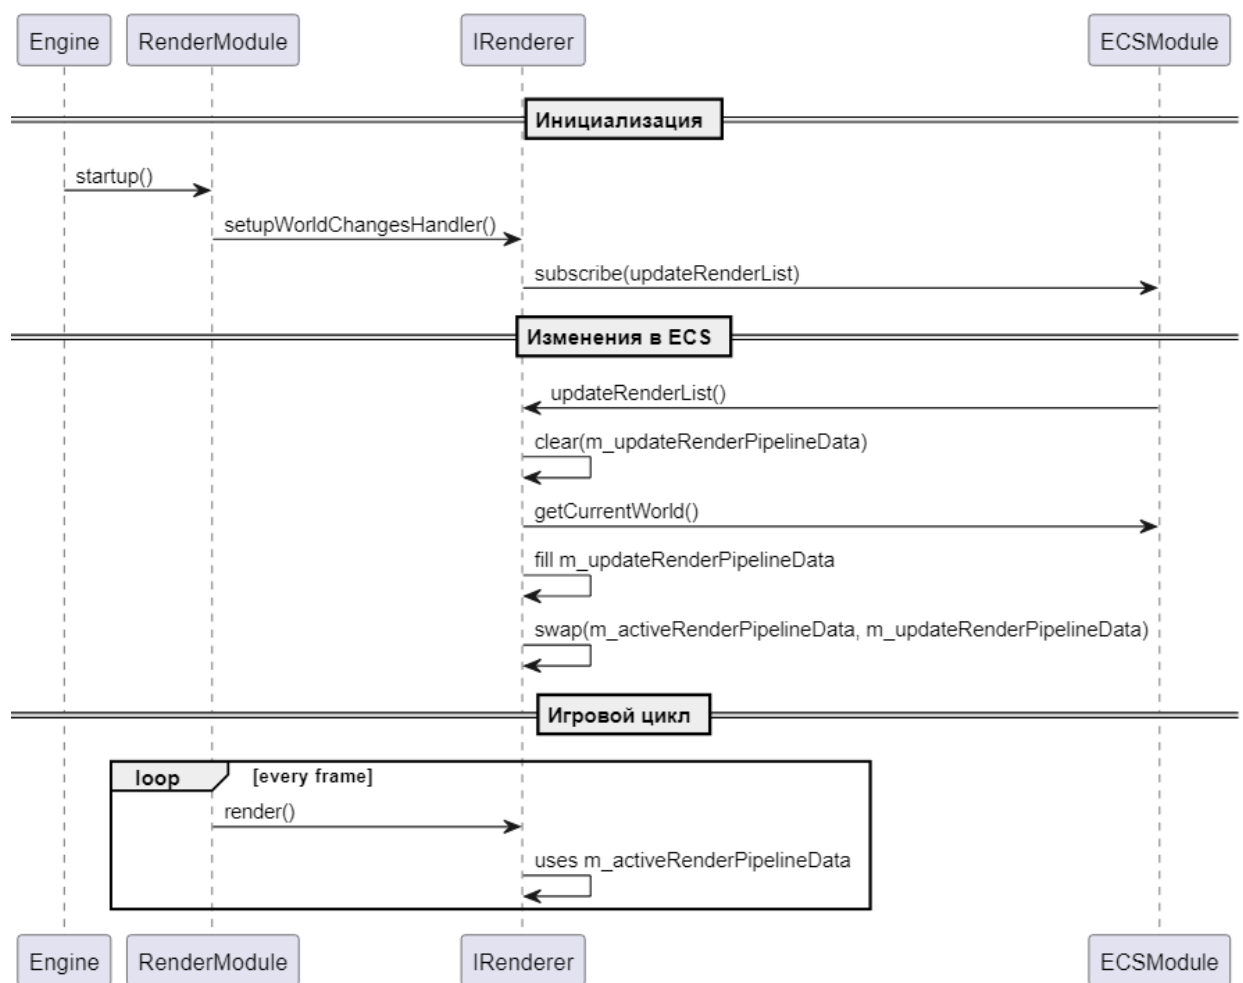 Engine RenderModule IRenderer ECSModule
Инициализация
startup()
setupWorldChangesHandler()
subscribe(updateRenderList)
Изменения в ECS
updateRenderList()
clear(m_updateRenderPipelineData)
getCurrentWorld()
fill m_updateRenderPipelineData
swap(m_activeRenderPipelineData, m_updateRenderPipelineData)
Игровой цикл
loop [every frame]
render()
uses m_activeRenderPipelineData
Engine RenderModule IRenderer ECSModule